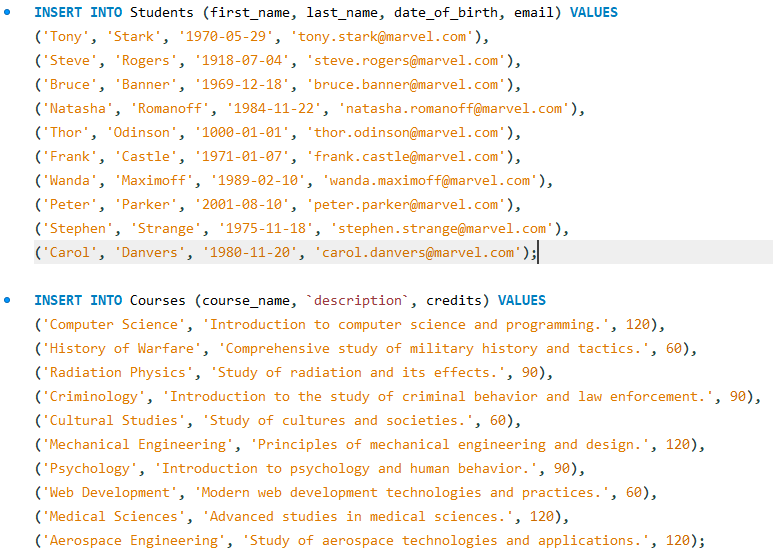 INSERT INTO Students (first_name, last_name, date_of_birth, email) VALUES
('Tony', 'Stark', '1970-05-29', 'tony.stark@marvel.com'),
('Steve', 'Rogers', '1918-07-04', 'steve.rogers@marvel.com'),
('Bruce', 'Banner', '1969-12-18', 'bruce.banner@marvel.com'),
('Natasha', 'Romanoff', '1984-11-22', 'natasha.romanoff@marvel.com'),
('Thor', 'Odinson', '1000-01-01', 'thor.odinson@marvel.com'),
('Frank', 'Castle', '1971-01-07', 'frank.castle@marvel.com'),
('Wanda', 'Maximoff', '1989-02-10', 'wanda.maximoff@marvel.com'),
('Peter', 'Parker', '2001-08-10', 'peter.parker@marvel.com'),
('Stephen', 'Strange', '1975-11-18', 'stephen.strange@marvel.com'),
('Carol', 'Danvers', '1980-11-20', 'carol.danvers@marvel.com');
INSERT INTO Courses (course_name, `description`, credits) VALUES
('Computer Science', 'Introduction to computer science and programming.', 120),
('History of Warfare', 'Comprehensive study of military history and tactics.', 60),
('Radiation Physics', 'Study of radiation and its effects.', 90),
('Criminology', 'Introduction to the study of criminal behavior and law enforcement.', 90),
('Cultural Studies', 'Study of cultures and societies.', 60),
('Mechanical Engineering', 'Principles of mechanical engineering and design.', 120),
('Psychology', 'Introduction to psychology and human behavior.', 90),
('Web Development', 'Modern web development technologies and practices.', 60),
('Medical Sciences', 'Advanced studies in medical sciences.', 120),
('Aerospace Engineering', 'Study of aerospace technologies and applications.', 120);